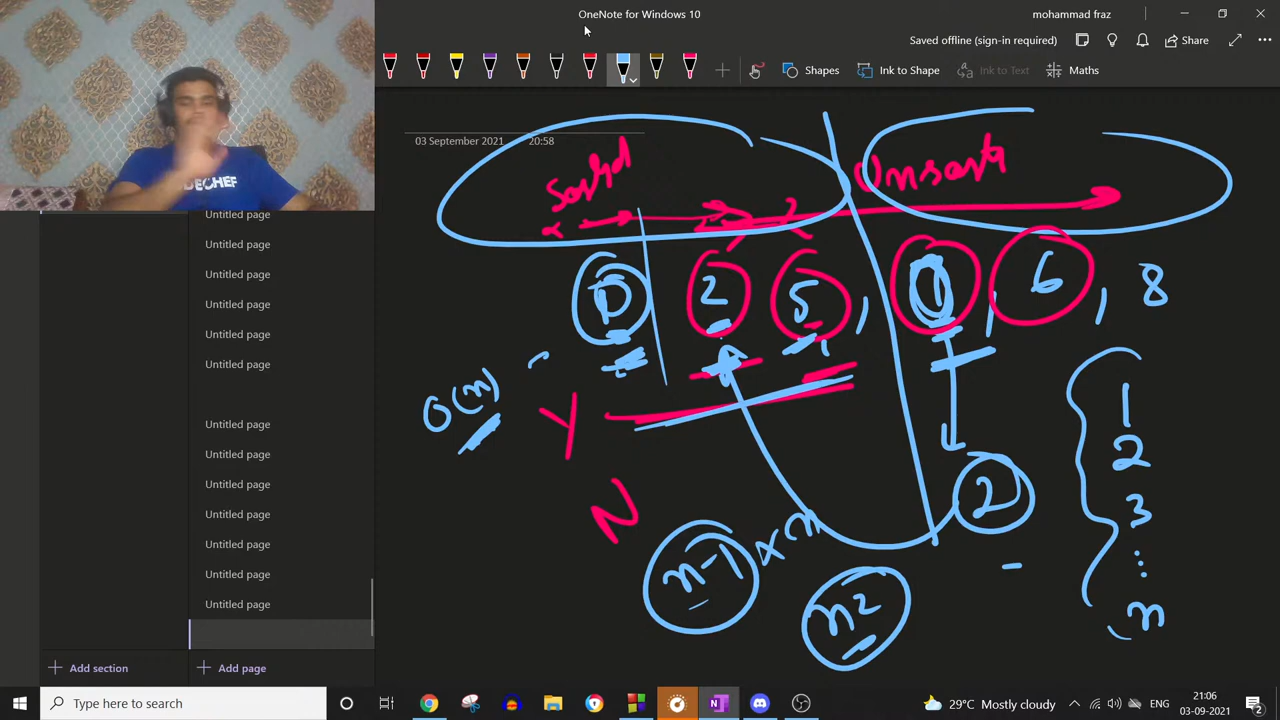 OneNote for Windows 10
mohammad fraz
Saved offline (sign-in required)
Share
Shapes
Ink to Shape
Ink to Text
Maths
03 September 2021 20:58
DECHEF
Untitled page
Untitled page
Untitled page
Untitled page
Untitled page
Untitled page
Untitled page
Untitled page
Untitled page
Untitled page
Untitled page
Untitled page
Untitled page
Add section
Add page
2 5, 1, 6, 8
O(n)
Y
N
2
n-1 × n
n²
1
2
3
⋮
n
Type here to search
29°C Mostly cloudy
ENG
21:06
03-09-2021
2